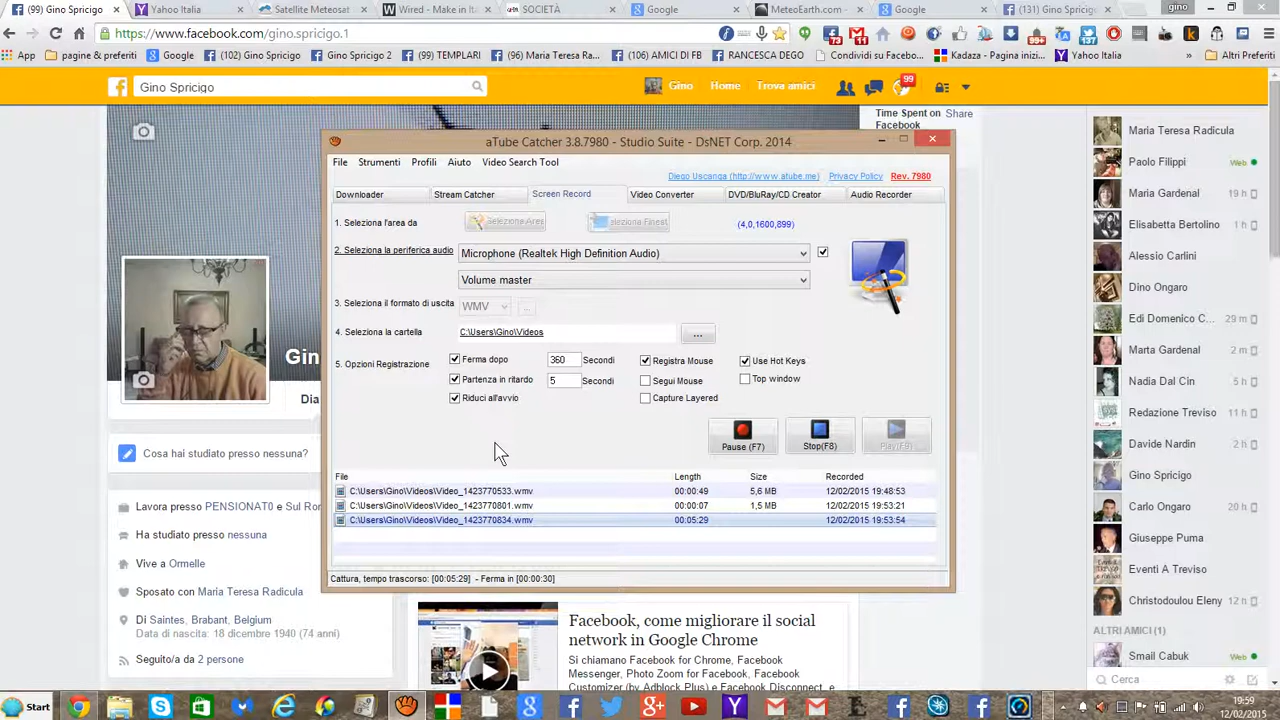 (99) Gino Spricigo
Yahoo Italia
Satellite Meteosat
Wired - Make in It
SOCIETÀ
Google
(131) Gino Spricigo
MeteoEarth.com -
Google
(131) Gino Spricigo
gino
https://www.facebook.com/gino.spricigo.1
73
11
99+
pagine & preferiti
Google
(102) Gino Spricigo
Gino Spricigo
(99) TEMPLARI
(96) Maria Teresa Ra...
(100) AMICI DI FB
RANCESCA DEGO
Condividi su Facebook
Kadaza - Pagina inizi...
Yahoo Italia
Altri Preferiti
Gino Spricigo
Gino
Home
Trova amici
99
Time Spent on
Facebook
Share
aTube Catcher 3.8.7980 - Studio Suite - DsNET Corp. 2014
File Strumenti Profili Aiuto Video Search Tool
Diego Uscanga (http://www.atube.me) Privacy Policy Rev. 7980
Downloader Stream Catcher Screen Record Video Converter DVD/BluRay/CD Creator Audio Recorder
1. Seleziona l'area da
Seleziona Area
(4,0,1600,899)
2. Seleziona la periferica audio
Microphone (Realtek High Definition Audio)
Volume master
3. Seleziona il formato di uscita
WMV
4. Seleziona la cartella
C:\Users\Gino\Videos
...
5. Opzioni Registrazione
Ferma dopo 360 Secondi
Registra Mouse
Use Hot Keys
Partenza in ritardo 5 Secondi
Segui Mouse
Top window
Riduci all'avvio
Capture Layered
Pause (F7)
Stop(F8)
Play(F9)
File Length Size Recorded
C:\Users\Gino\Videos\Video_1423770533.wmv 00:00:49 5,6 MB 12/02/2015 19:48:53
C:\Users\Gino\Videos\Video_1423770801.wmv 00:00:07 1,5 MB 12/02/2015 19:53:21
C:\Users\Gino\Videos\Video_1423770834.wmv 00:05:29 12/02/2015 19:53:54
Cattura, tempo trascorso: [00:05:29] - Ferma in [00:00:30]
Gin
Dia
Cosa hai studiato presso nessuna?
Lavora presso PENSIONAT0 e Sul Ron
Ha studiato presso nessuna
Vive a Ormelle
Sposato con Maria Teresa Radicula
Di Saintes, Brabant, Belgium
Data di nascita: 18 dicembre 1940 (74 anni)
Seguito/a da 2 persone
Facebook, come migliorare il social
network in Google Chrome
Si chiamano Facebook for Chrome, Facebook
Messenger, Photo Zoom for Facebook, Facebook
Customizer (by Adblock Plus) e Facebook Disconnect, e
Maria Teresa Radicula
Paolo Filippi Web
Maria Gardenal 19 h
Elisabetta Bertolino
Alessio Carlini
Dino Ongaro
Edi Domenico C... 29 m
Marta Gardenal 2 m
Nadia Dal Cin
Redazione Treviso
Davide Nardin
Gino Spricigo
Carlo Ongaro 20 h
Giuseppe Puma
Eventi A Treviso
Christodoulou Eleny 12 h
ALTRI AMICI (1)
Smail Cabuk Web
Cerca
Start
19:59
12/02/2015